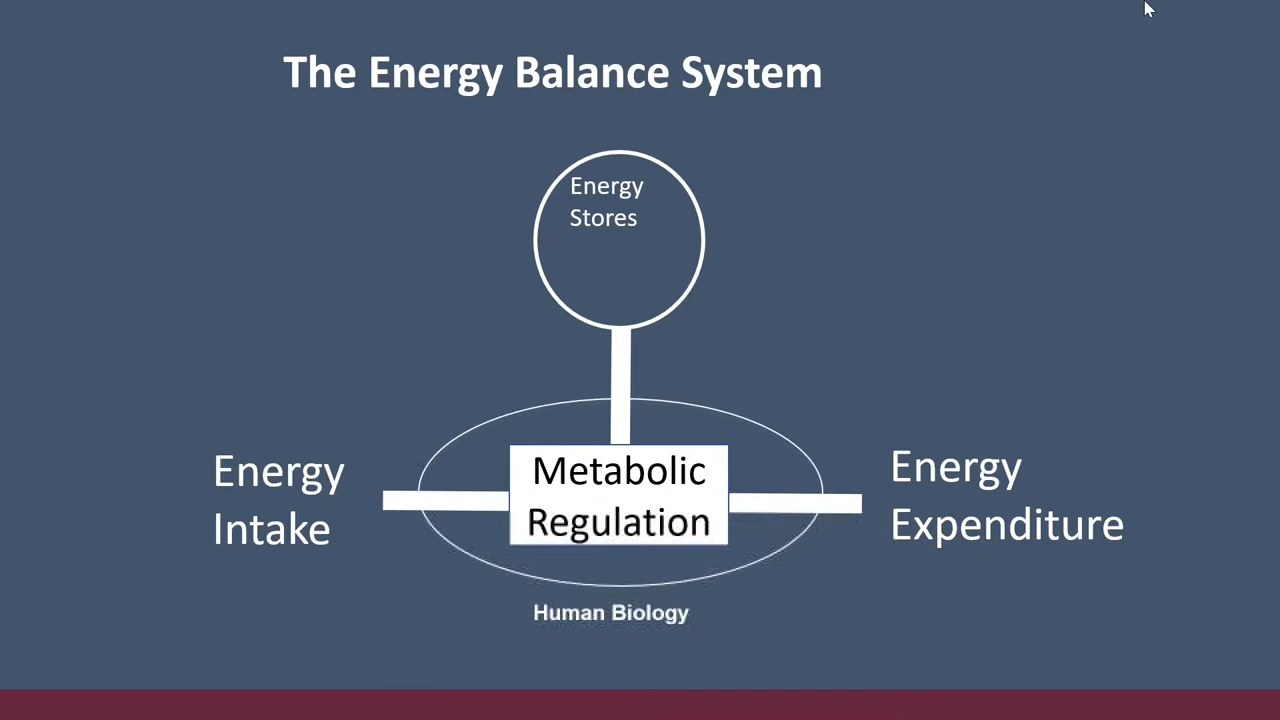 The Energy Balance System
Energy
Stores
Energy
Intake
Metabolic
Regulation
Energy
Expenditure
Human Biology